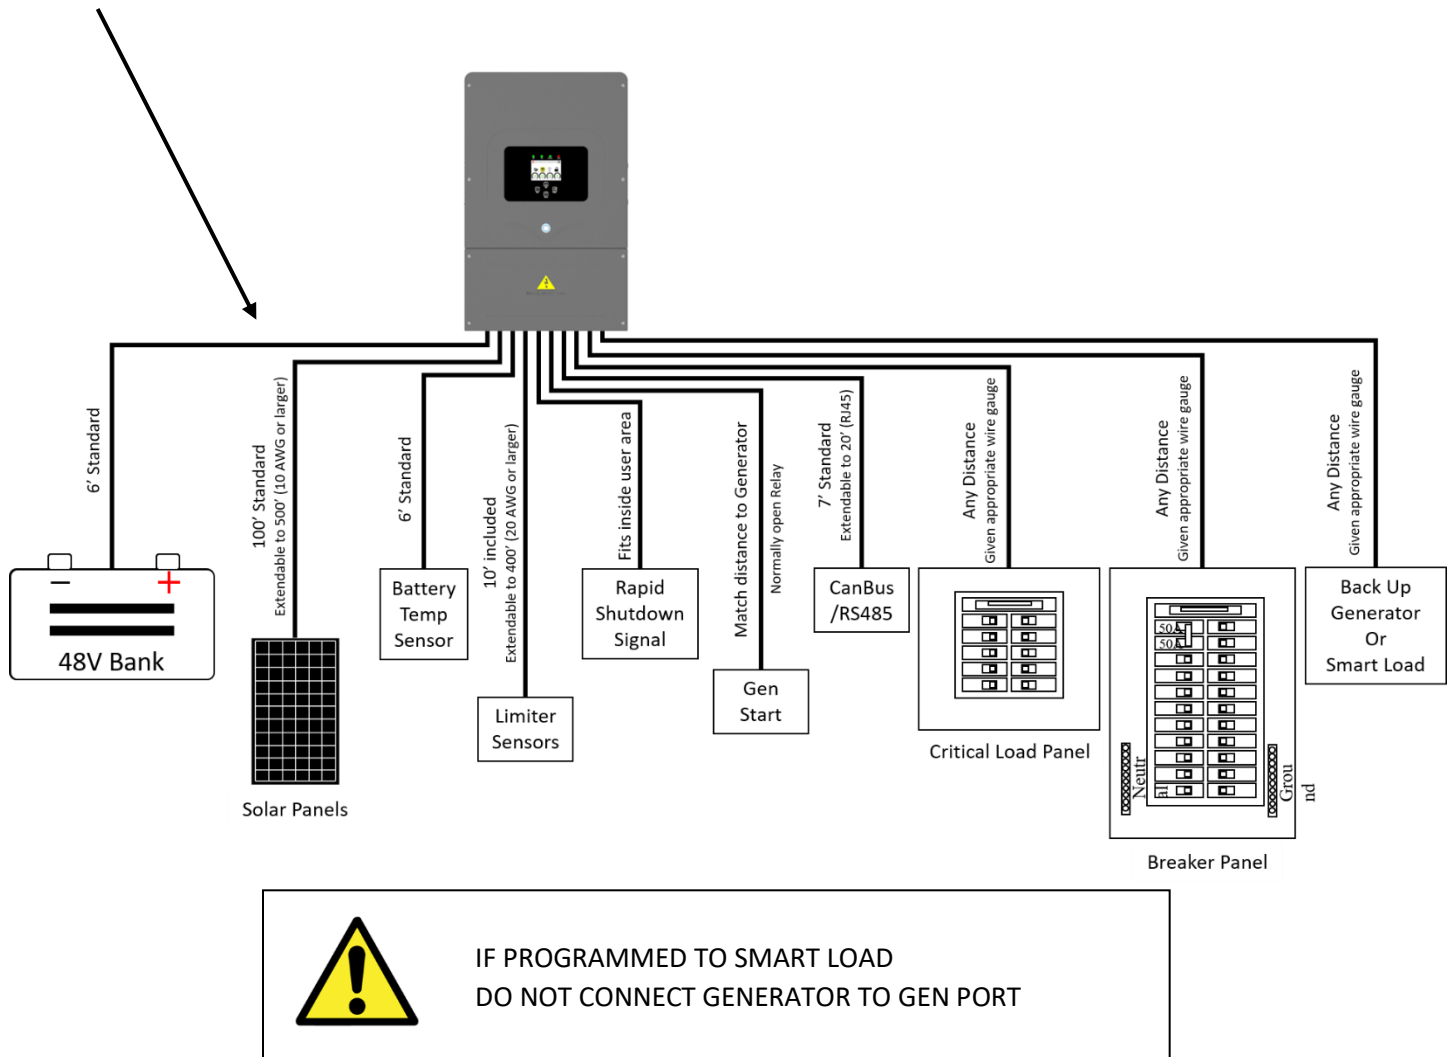 6’ Standard
100’ Standard
Extendable to 500’ (10 AWG or larger)
6’ Standard
10’ included
Extendable to 400’ (20 AWG or larger)
Fits inside user area
Match distance to Generator
Normally open Relay
7’ Standard
Extendable to 20’ (RJ45)
Any Distance
Given appropriate wire gauge
Any Distance
Given appropriate wire gauge
Any Distance
Given appropriate wire gauge
− +
48V Bank
Solar Panels
Battery
Temp
Sensor
Limiter
Sensors
Rapid
Shutdown
Signal
Gen
Start
CanBus
/RS485
Critical Load Panel
50A
50A
Neutr
al
Grou
nd
Breaker Panel
Back Up
Generator
Or
Smart Load
IF PROGRAMMED TO SMART LOAD
DO NOT CONNECT GENERATOR TO GEN PORT